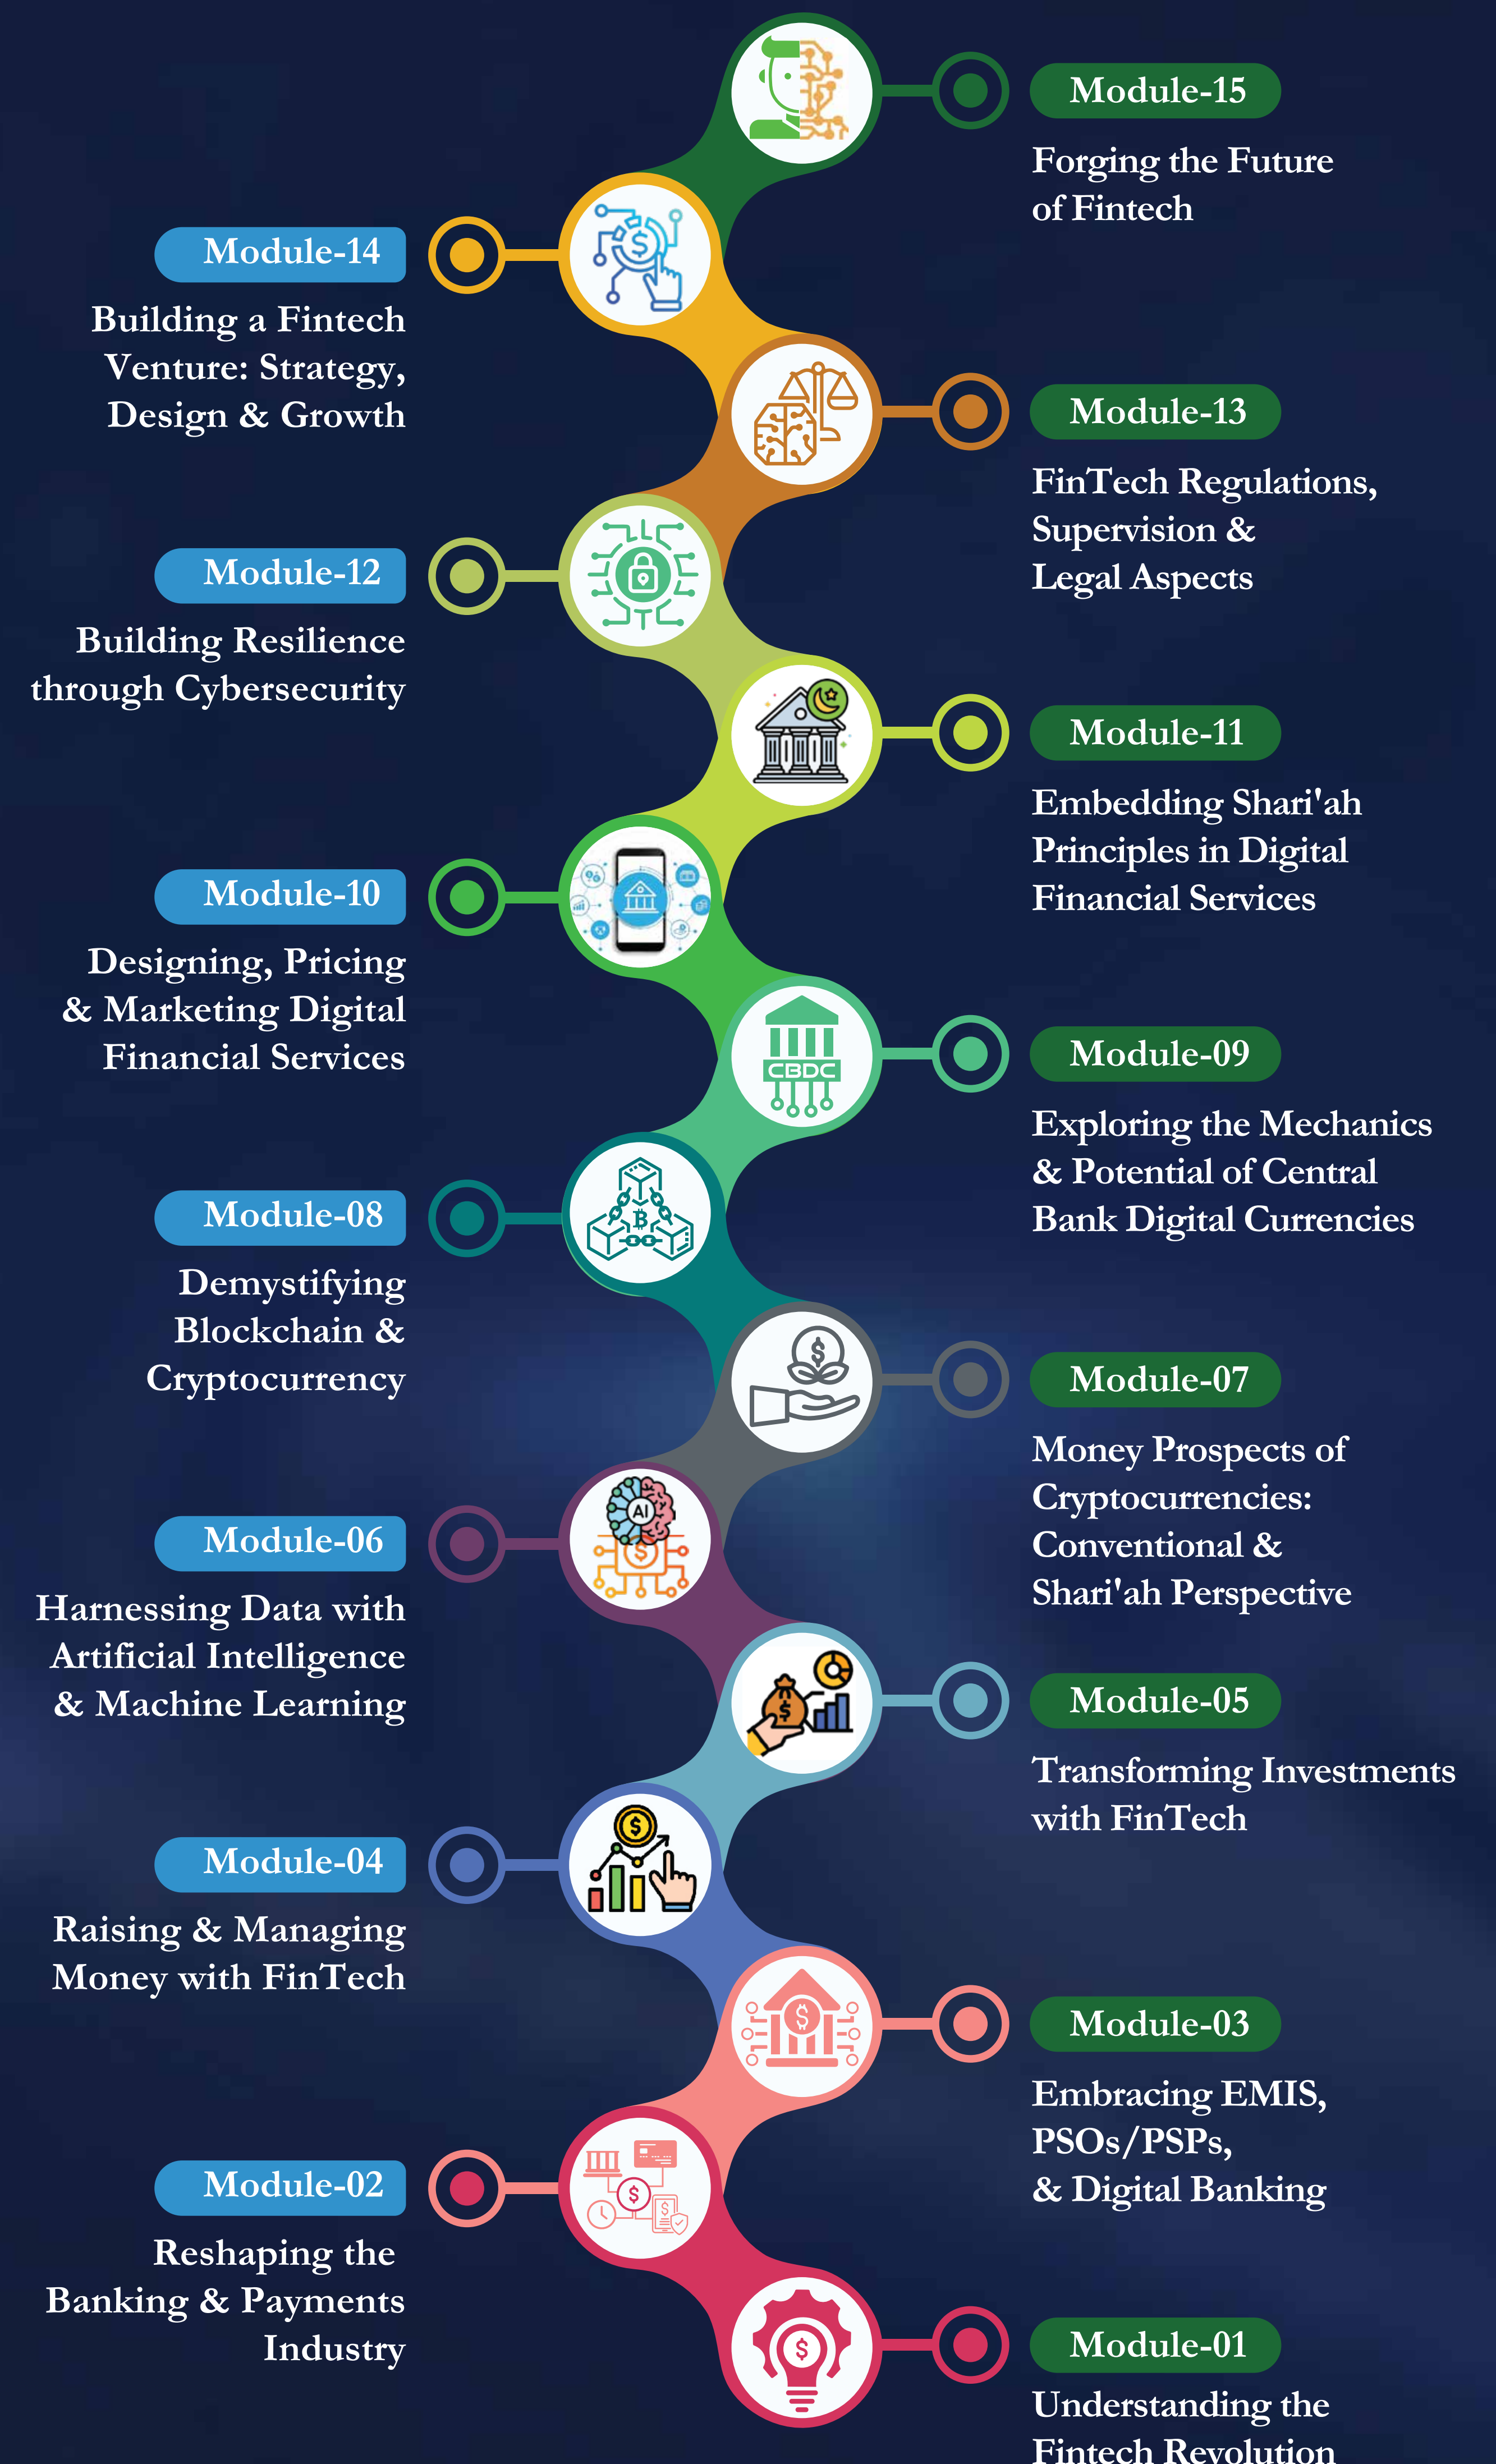 Module-15
Forging the Future
of Fintech
Module-14
Building a Fintech
Venture: Strategy,
Design & Growth
Module-13
FinTech Regulations,
Supervision &
Legal Aspects
Module-12
Building Resilience
through Cybersecurity
Module-11
Embedding Shari'ah
Principles in Digital
Financial Services
Module-10
Designing, Pricing
& Marketing Digital
Financial Services
CBDC
Module-09
Exploring the Mechanics
& Potential of Central
Bank Digital Currencies
Module-08
Demystifying
Blockchain &
Cryptocurrency
Module-07
Money Prospects of
Cryptocurrencies:
Conventional &
Shari'ah Perspective
AI
Module-06
Harnessing Data with
Artificial Intelligence
& Machine Learning
Module-05
Transforming Investments
with FinTech
Module-04
Raising & Managing
Money with FinTech
Module-03
Embracing EMIS,
PSOs/PSPs,
& Digital Banking
Module-02
Reshaping the
Banking & Payments
Industry
Module-01
Understanding the
Fintech Revolution